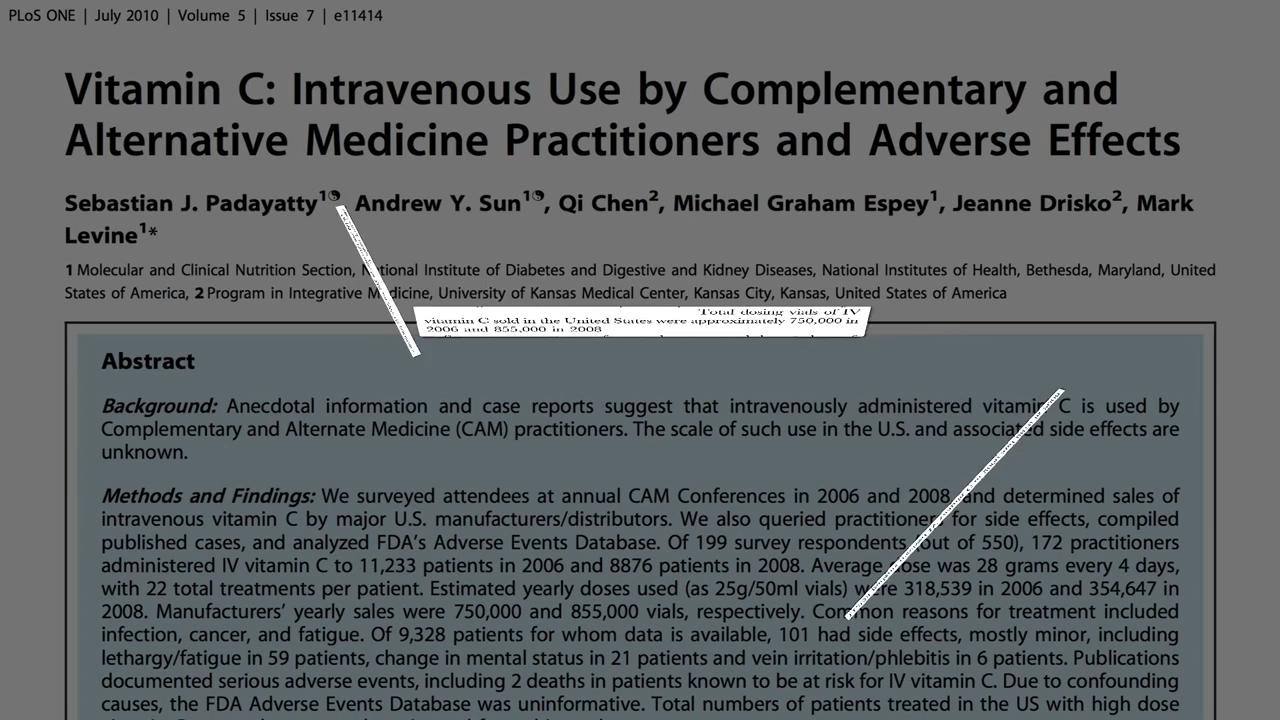 PLoS ONE | July 2010 | Volume 5 | Issue 7 | e11414
Vitamin C: Intravenous Use by Complementary and
Alternative Medicine Practitioners and Adverse Effects
Sebastian J. Padayatty1, Andrew Y. Sun1, Qi Chen2, Michael Graham Espey1, Jeanne Drisko2, Mark
Levine1*
1 Molecular and Clinical Nutrition Section, National Institute of Diabetes and Digestive and Kidney Diseases, National Institutes of Health, Bethesda, Maryland, United
States of America, 2 Program in Integrative Medicine, University of Kansas Medical Center, Kansas City, Kansas, United States of America
Total dosing vials of IV
vitamin C sold in the United States were approximately 750,000 in
2006 and 855,000 in 2008
Abstract
Background: Anecdotal information and case reports suggest that intravenously administered vitamin C is used by
Complementary and Alternate Medicine (CAM) practitioners. The scale of such use in the U.S. and associated side effects are
unknown.
Methods and Findings: We surveyed attendees at annual CAM Conferences in 2006 and 2008, and determined sales of
intravenous vitamin C by major U.S. manufacturers/distributors. We also queried practitioners for side effects, compiled
published cases, and analyzed FDA's Adverse Events Database. Of 199 survey respondents (out of 550), 172 practitioners
administered IV vitamin C to 11,233 patients in 2006 and 8876 patients in 2008. Average dose was 28 grams every 4 days,
with 22 total treatments per patient. Estimated yearly doses used (as 25g/50ml vials) were 318,539 in 2006 and 354,647 in
2008. Manufacturers' yearly sales were 750,000 and 855,000 vials, respectively. Common reasons for treatment included
infection, cancer, and fatigue. Of 9,328 patients for whom data is available, 101 had side effects, mostly minor, including
lethargy/fatigue in 59 patients, change in mental status in 21 patients and vein irritation/phlebitis in 6 patients. Publications
documented serious adverse events, including 2 deaths in patients known to be at risk for IV vitamin C. Due to confounding
causes, the FDA Adverse Events Database was uninformative. Total numbers of patients treated in the US with high dose